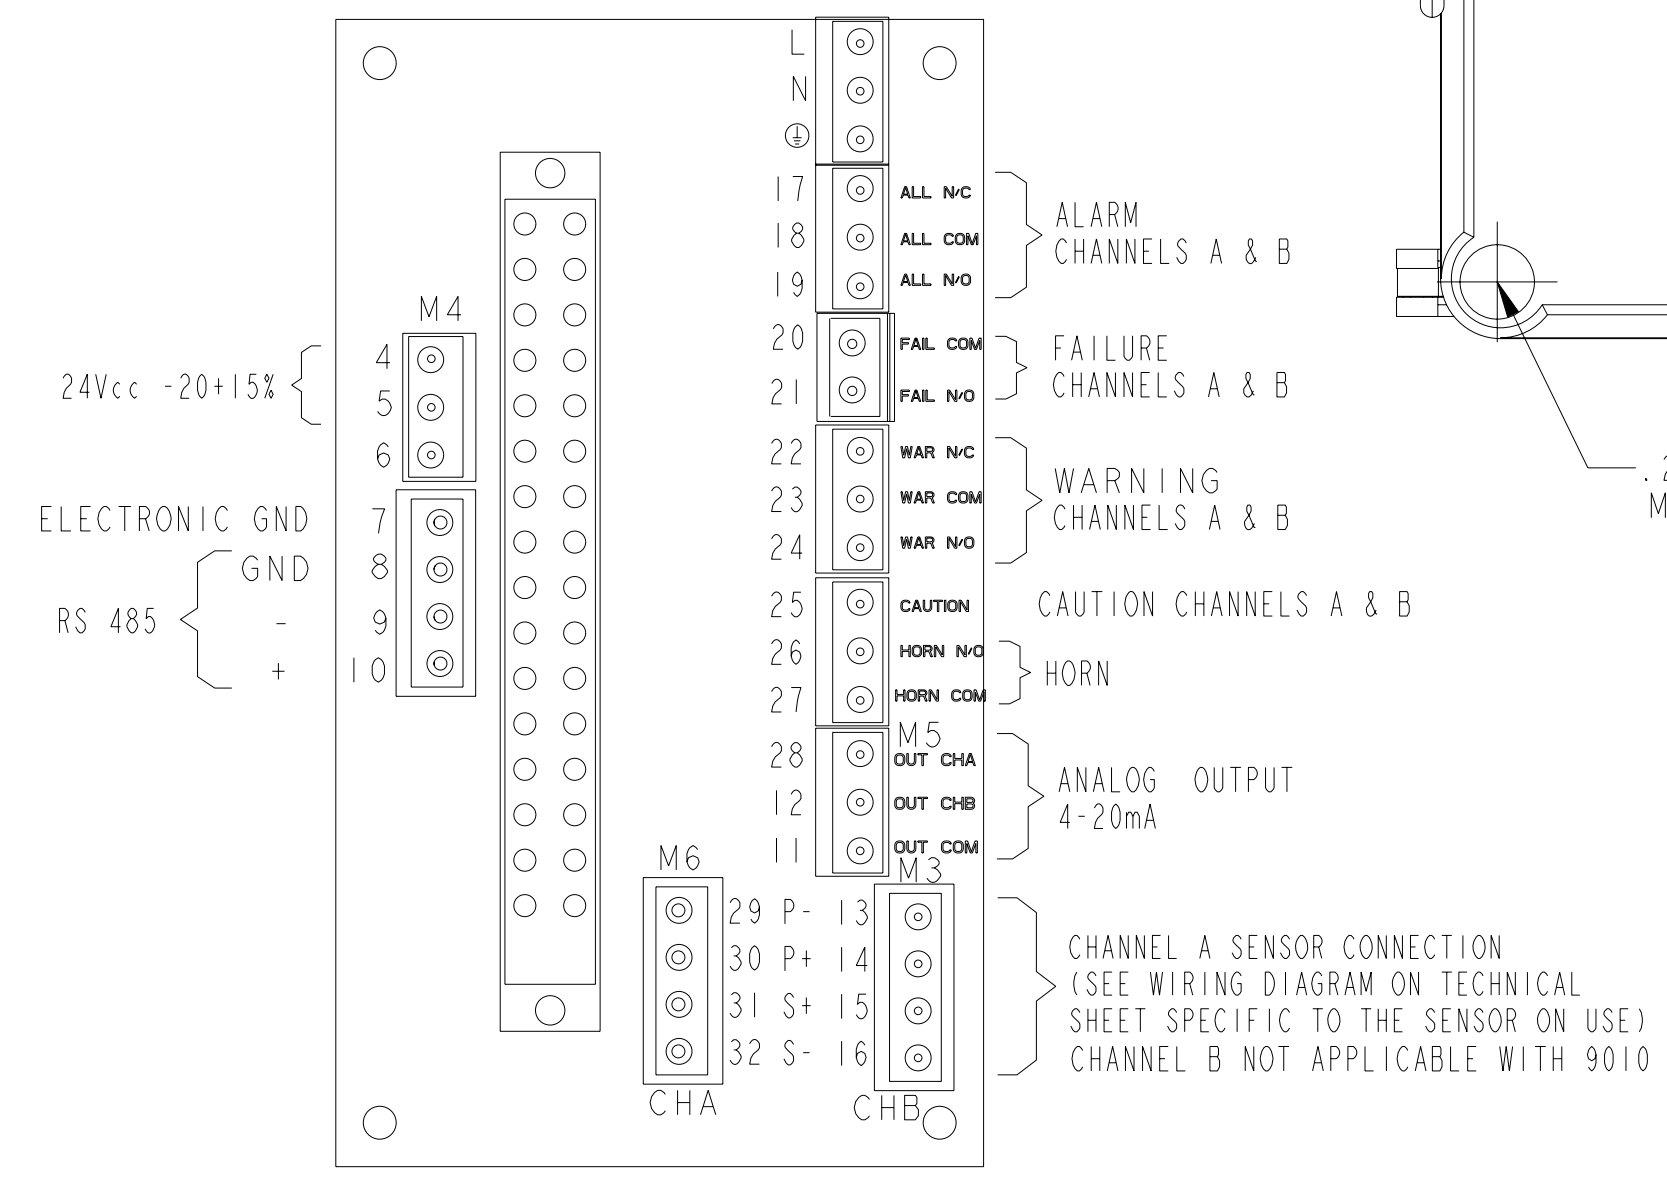 L
N
17 ALL N/C
18 ALL COM
19 ALL N/O
ALARM
CHANNELS A & B
20 FAIL COM
21 FAIL N/O
FAILURE
CHANNELS A & B
22 WAR N/C
23 WAR COM
24 WAR N/O
WARNING
CHANNELS A & B
25 CAUTION
CAUTION CHANNELS A & B
26 HORN N/O
27 HORN COM
HORN
M5
28 OUT CHA
12 OUT CHB
11 OUT COM
ANALOG OUTPUT
4-20mA
M4
4
5
6
24Vcc -20+15%
ELECTRONIC GND 7
GND 8
- 9
+ 10
RS 485
M6
M3
29 P- 13
30 P+ 14
31 S+ 15
32 S- 16
CHA
CHB
CHANNEL A SENSOR CONNECTION
(SEE WIRING DIAGRAM ON TECHNICAL
SHEET SPECIFIC TO THE SENSOR ON USE)
CHANNEL B NOT APPLICABLE WITH 9010